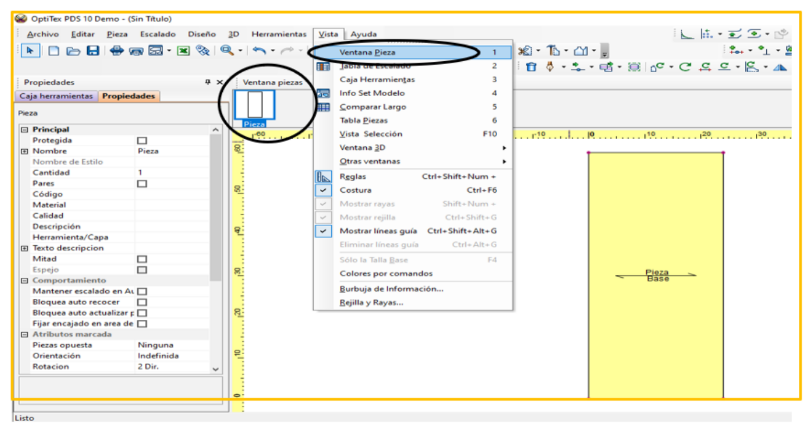 OptiTex PDS 10 Demo - (Sin Título)
Archivo Editar Pieza Escalado Diseño 3D Herramientas Vista Ayuda
Propiedades
Caja herramientas Propiedades
Pieza
Principal
Protegida
Nombre Pieza
Nombre de Estilo
Cantidad 1
Pares
Código
Material
Calidad
Descripción
Herramienta/Capa
Texto descripcion
Mitad
Espejo
Comportamiento
Mantener escalado en Au
Bloquea auto recocer
Bloquea auto actualizar p
Fijar encajado en area de
Atributos marcada
Piezas opuesta Ninguna
Orientación Indefinida
Rotacion 2 Dir.
Listo
Ventana piezas
Pieza
Ventana Pieza 1
Tabla de Escalado 2
Caja Herramientas 3
Info Set Modelo 4
Comparar Largo 5
Tabla Piezas 6
Vista Selección F10
Ventana 3D
Otras ventanas
Reglas Ctrl+Shift+Num +
Costura Ctrl+F6
Mostrar rayas Shift+Num +
Mostrar rejilla Ctrl+Shift+G
Mostrar líneas guía Ctrl+Shift+Alt+G
Eliminar líneas guía Ctrl+Alt+G
Sólo la Talla Base F4
Colores por comandos
Burbuja de Información...
Rejilla y Rayas...
Pieza
Base